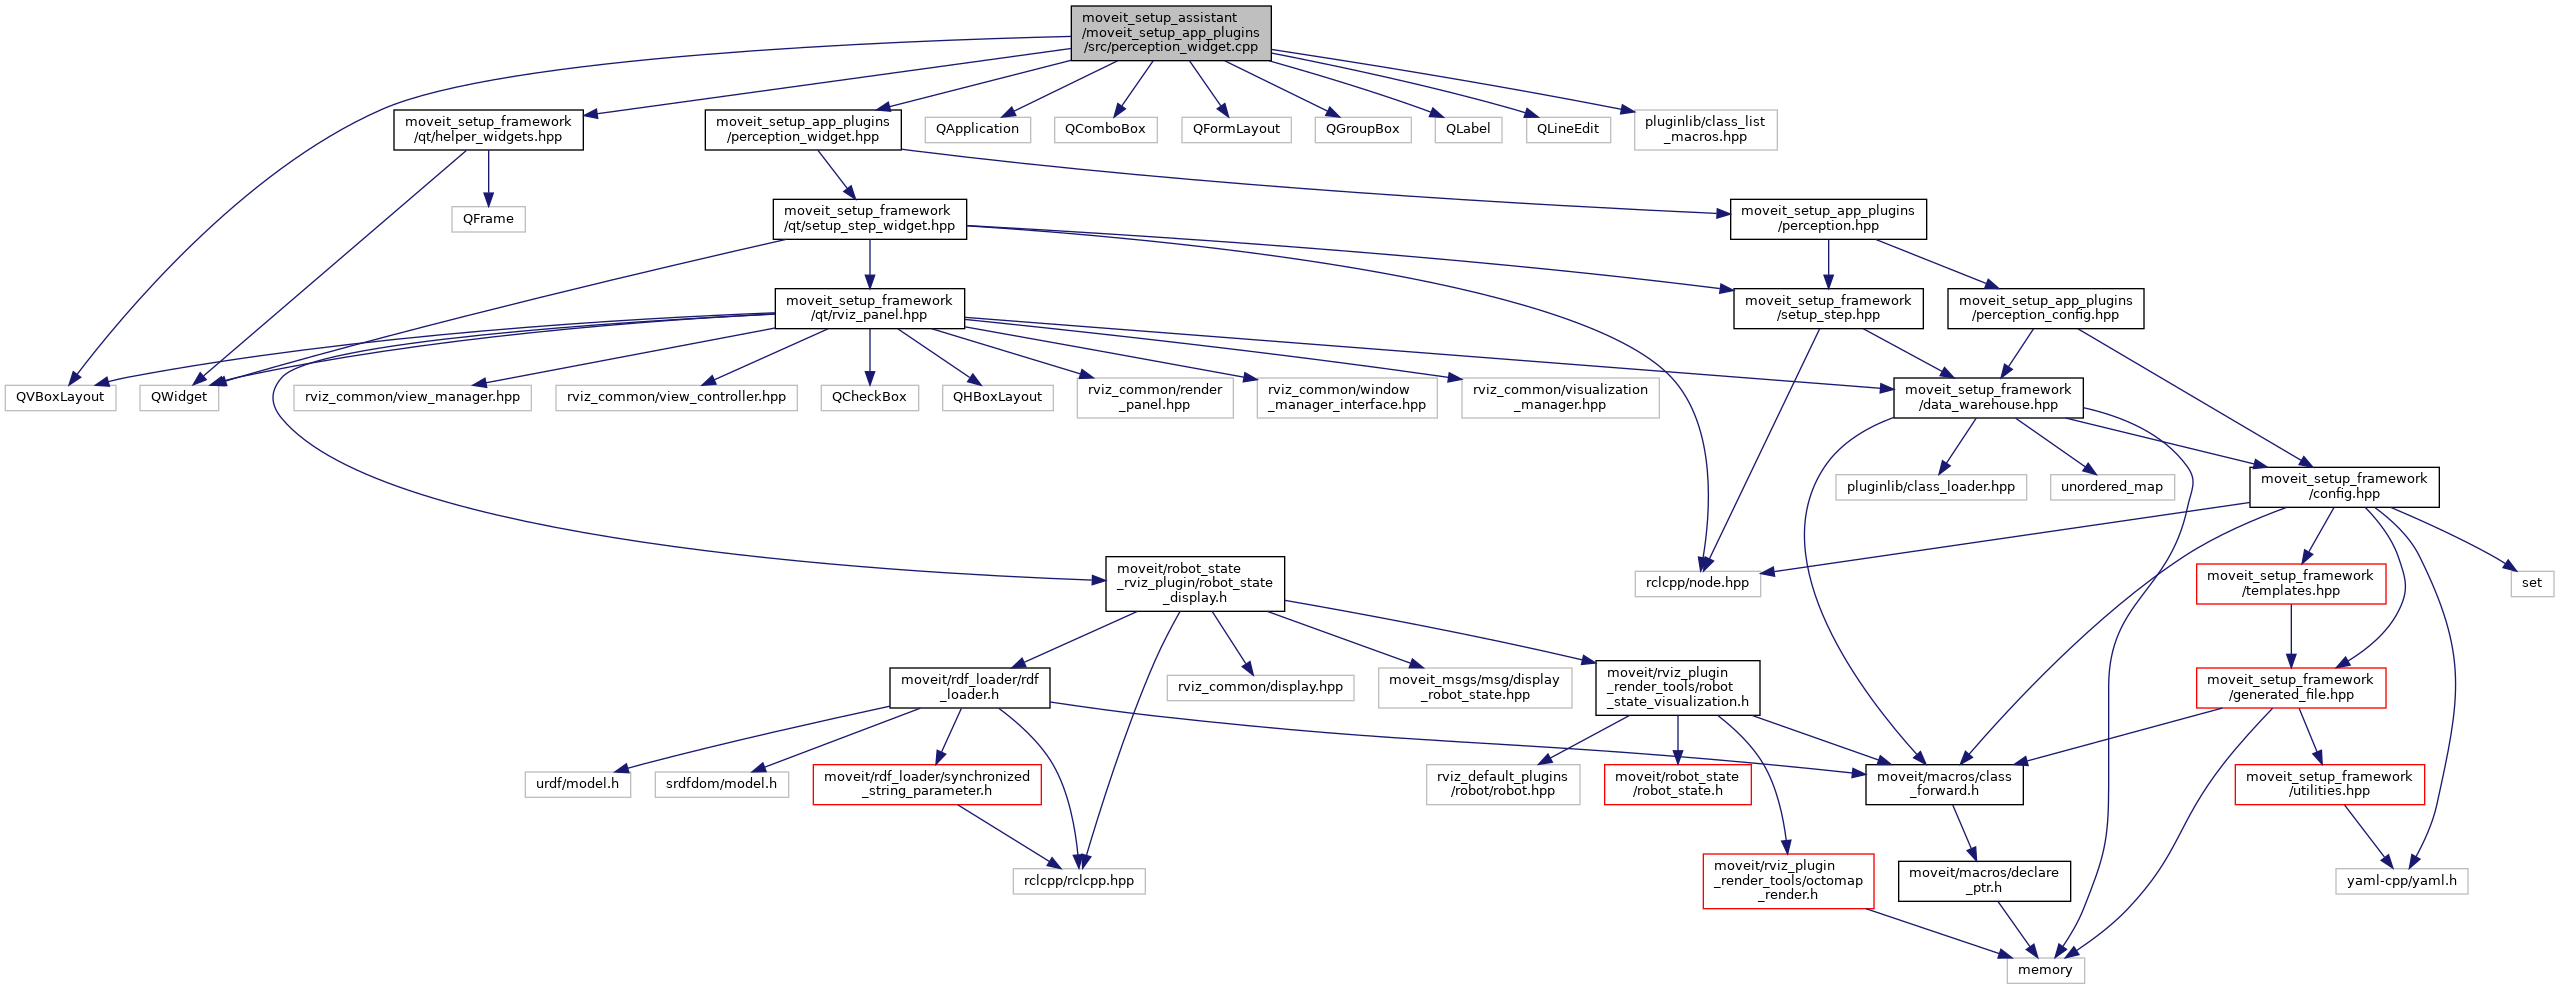 moveit_setup_assistant
/moveit_setup_app_plugins
/src/perception_widget.cpp
moveit_setup_framework
/qt/helper_widgets.hpp
moveit_setup_app_plugins
/perception_widget.hpp
QApplication
QComboBox
QFormLayout
QGroupBox
QLabel
QLineEdit
pluginlib/class_list
_macros.hpp
QFrame
moveit_setup_framework
/qt/setup_step_widget.hpp
moveit_setup_app_plugins
/perception.hpp
moveit_setup_framework
/qt/rviz_panel.hpp
moveit_setup_framework
/setup_step.hpp
moveit_setup_app_plugins
/perception_config.hpp
QVBoxLayout
QWidget
rviz_common/view_manager.hpp
rviz_common/view_controller.hpp
QCheckBox
QHBoxLayout
rviz_common/render
_panel.hpp
rviz_common/window
_manager_interface.hpp
rviz_common/visualization
_manager.hpp
moveit_setup_framework
/data_warehouse.hpp
pluginlib/class_loader.hpp
unordered_map
moveit_setup_framework
/config.hpp
moveit/robot_state
_rviz_plugin/robot_state
_display.h
rclcpp/node.hpp
moveit_setup_framework
/templates.hpp
set
moveit/rdf_loader/rdf
_loader.h
rviz_common/display.hpp
moveit_msgs/msg/display
_robot_state.hpp
moveit/rviz_plugin
_render_tools/robot
_state_visualization.h
moveit_setup_framework
/generated_file.hpp
urdf/model.h
srdfdom/model.h
moveit/rdf_loader/synchronized
_string_parameter.h
rviz_default_plugins
/robot/robot.hpp
moveit/robot_state
/robot_state.h
moveit/macros/class
_forward.h
moveit_setup_framework
/utilities.hpp
rclcpp/rclcpp.hpp
moveit/rviz_plugin
_render_tools/octomap
_render.h
moveit/macros/declare
_ptr.h
yaml-cpp/yaml.h
memory